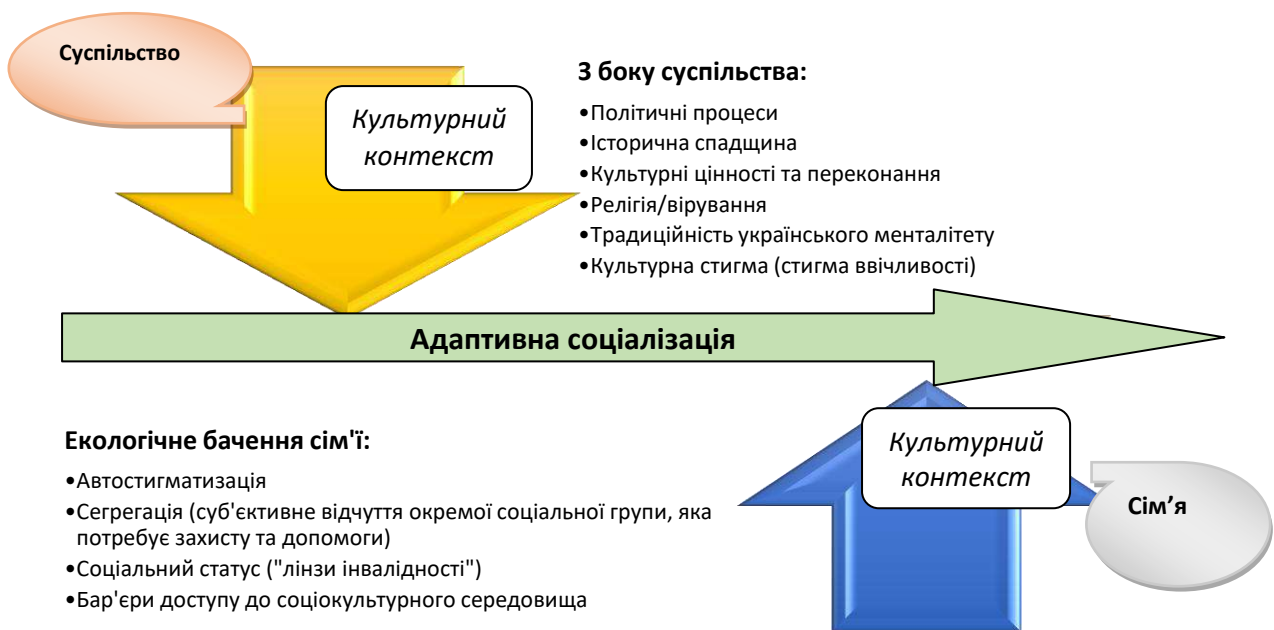 Суспільство
Культурний
контекст
З боку суспільства:
•Політичні процеси
•Історична спадщина
•Культурні цінності та переконання
•Релігія/вірування
•Традиційність українського менталітету
•Культурна стигма (стигма ввічливості)
Адаптивна соціалізація
Екологічне бачення сім'ї:
•Автостигматизація
•Сегрегація (суб'єктивне відчуття окремої соціальної групи, яка
потребує захисту та допомоги)
•Соціальний статус ("лінзи інвалідності")
•Бар'єри доступу до соціокультурного середовища
Культурний
контекст
Сім’я